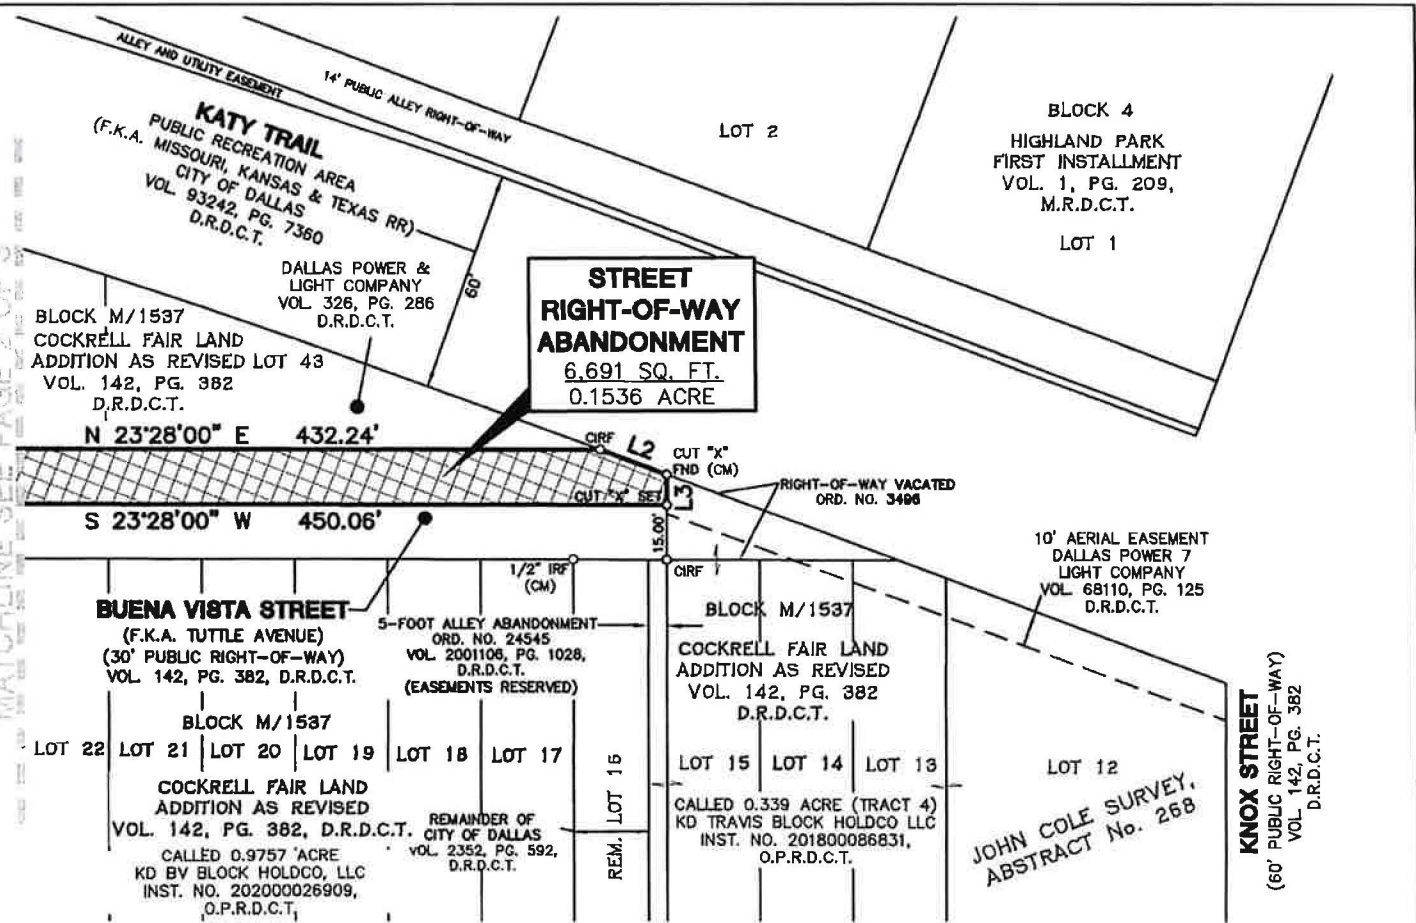 ALLEY AND UTILITY EASEMENT
14' PUBLIC ALLEY RIGHT-OF-WAY
KATY TRAIL
PUBLIC RECREATION AREA
(F.K.A. MISSOURI, KANSAS & TEXAS RR)
CITY OF DALLAS
VOL. 93242, PG. 7360
D.R.D.C.T.
LOT 2
BLOCK 4
HIGHLAND PARK
FIRST INSTALLMENT
VOL. 1, PG. 209,
M.R.D.C.T.
LOT 1
60'
DALLAS POWER &
LIGHT COMPANY
VOL. 326, PG. 286
D.R.D.C.T.
BLOCK M/1537
COCKRELL FAIR LAND
ADDITION AS REVISED LOT 43
VOL. 142, PG. 382
D.R.D.C.T.
STREET
RIGHT-OF-WAY
ABANDONMENT
6,691 SQ. FT.
0.1536 ACRE
N 23°28'00" E 432.24'
CIRF
L2
CUT "X"
FND (CM)
CUT "X" SET
L3
RIGHT-OF-WAY VACATED
ORD. NO. 3496
S 23°28'00" W 450.06'
15.00'
1/2" IRF
(CM)
CIRF
10' AERIAL EASEMENT
DALLAS POWER 7
LIGHT COMPANY
VOL. 68110, PG. 125
D.R.D.C.T.
BUENA VISTA STREET
(F.K.A. TUTTLE AVENUE)
(30' PUBLIC RIGHT-OF-WAY)
VOL. 142, PG. 382, D.R.D.C.T.
5-FOOT ALLEY ABANDONMENT
ORD. NO. 24545
VOL. 2001106, PG. 1028,
D.R.D.C.T.
(EASEMENTS RESERVED)
BLOCK M/1537
COCKRELL FAIR LAND
ADDITION AS REVISED
VOL. 142, PG. 382
D.R.D.C.T.
BLOCK M/1537
LOT 22 LOT 21 LOT 20 LOT 19 LOT 18 LOT 17
REM. LOT 16
LOT 15 LOT 14 LOT 13
LOT 12
COCKRELL FAIR LAND
ADDITION AS REVISED
VOL. 142, PG. 382, D.R.D.C.T.
CALLED 0.9757 ACRE
KD BV BLOCK HOLDCO, LLC
INST. NO. 202000026909,
O.P.R.D.C.T.
REMAINDER OF
CITY OF DALLAS
VOL. 2352, PG. 592,
D.R.D.C.T.
CALLED 0.339 ACRE (TRACT 4)
KD TRAVIS BLOCK HOLDCO LLC
INST. NO. 201800086831,
O.P.R.D.C.T.
JOHN COLE SURVEY,
ABSTRACT No. 268
KNOX STREET
(60' PUBLIC RIGHT-OF-WAY)
VOL. 142, PG. 382
D.R.D.C.T.
MATCHLINE SEE PAGE 2 OF 3